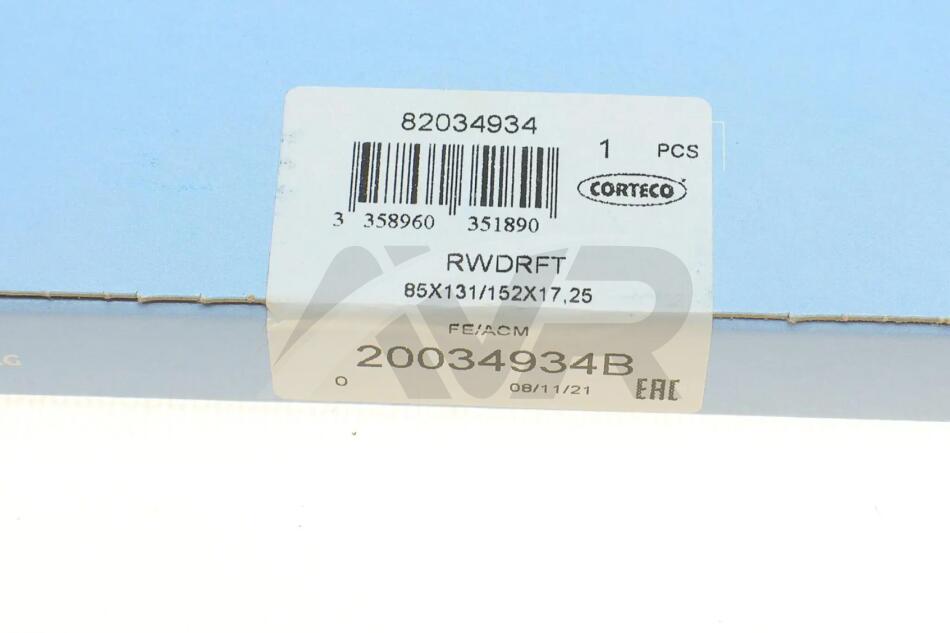 82034934
1 PCS
CORTECO
3 358960 351890
RWDRFT
85X131/152X17,25
FE/ACM
20034934B
0 08/11/21 EAC
AVR